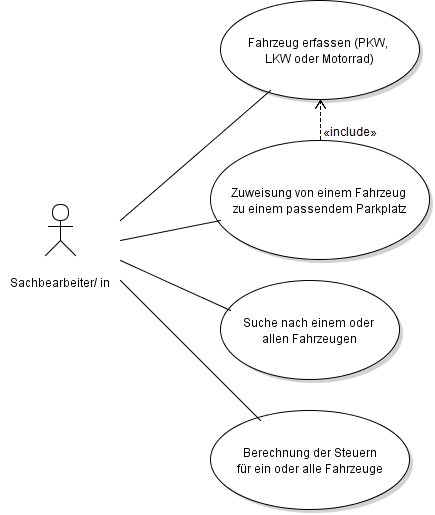 Fahrzeug erfassen (PKW,
LKW oder Motorrad)
«include»
Zuweisung von einem Fahrzeug
zu einem passendem Parkplatz
Sachbearbeiter/ in
Suche nach einem oder
allen Fahrzeugen
Berechnung der Steuern
für ein oder alle Fahrzeuge